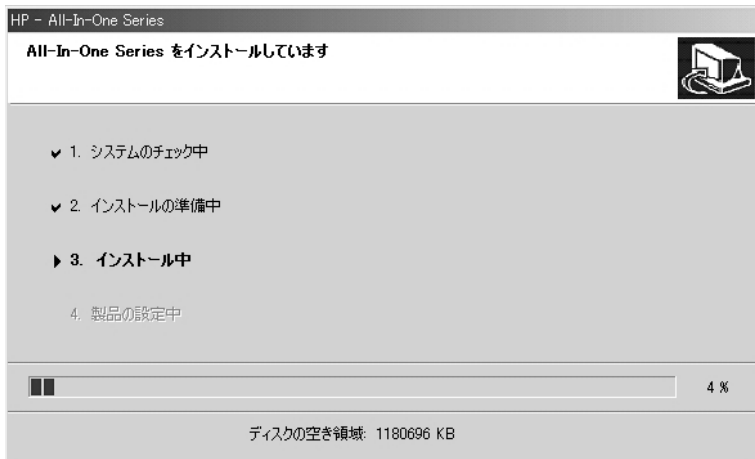 HP - All-In-One Series
All-In-One Series をインストールしています
1. システムのチェック中
2. インストールの準備中
3. インストール中
4. 製品の設定中
4 %
ディスクの空き領域: 1180696 KB